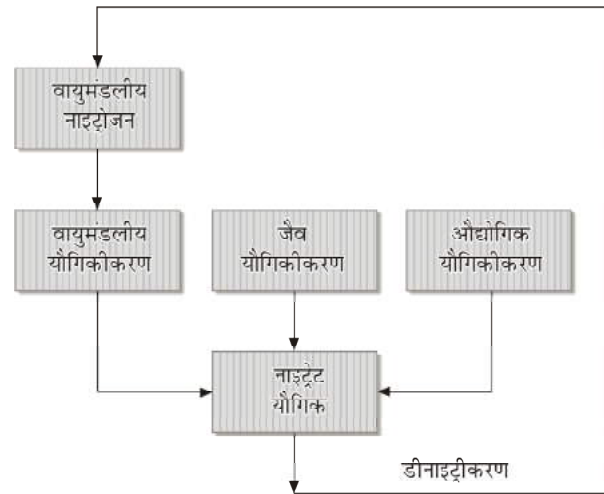 वायुमंडलीय
नाइट्रोजन
वायुमंडलीय
यौगिकीकरण
जैव
यौगिकीकरण
औद्योगिक
यौगिकीकरण
नाइट्रेट
यौगिक
डीनाइट्रीकरण